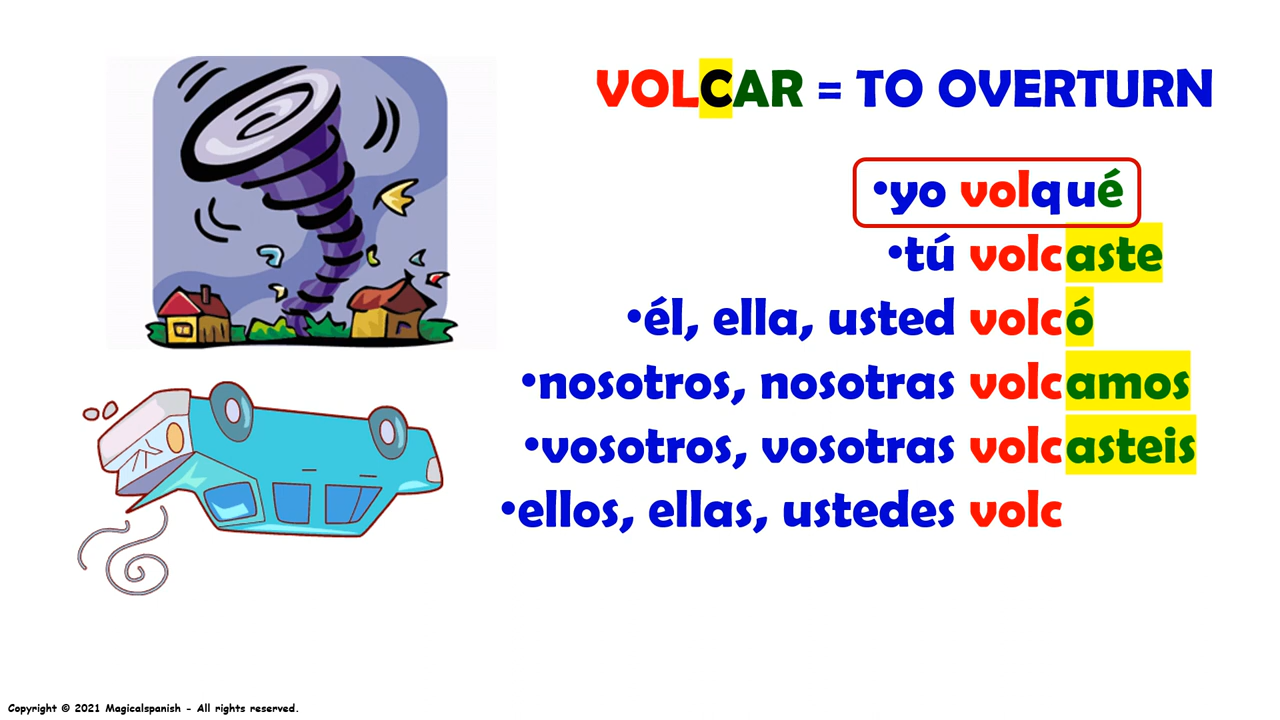 VOLCAR = TO OVERTURN
•yo volqué
•tú volcaste
•él, ella, usted volcó
•nosotros, nosotras volcamos
•vosotros, vosotras volcasteis
•ellos, ellas, ustedes volc
Copyright © 2021 Magicalspanish - All rights reserved.